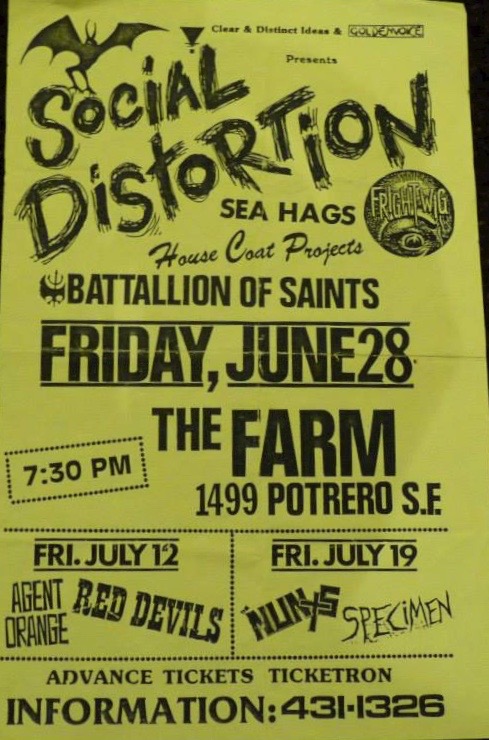 Clear & Distinct Ideas & GOLDENVOICE
Presents
SOCIAL
DISTORTION
SEA HAGS
FRIGHTWIG
House Coat Projects
BATTALION OF SAINTS
FRIDAY, JUNE 28
THE FARM
7:30 PM
1499 POTRERO S.F.
FRI. JULY 12
AGENT ORANGE
RED DEVILS
FRI. JULY 19
NUNS
SPECIMEN
ADVANCE TICKETS TICKETRON
INFORMATION: 431-1326